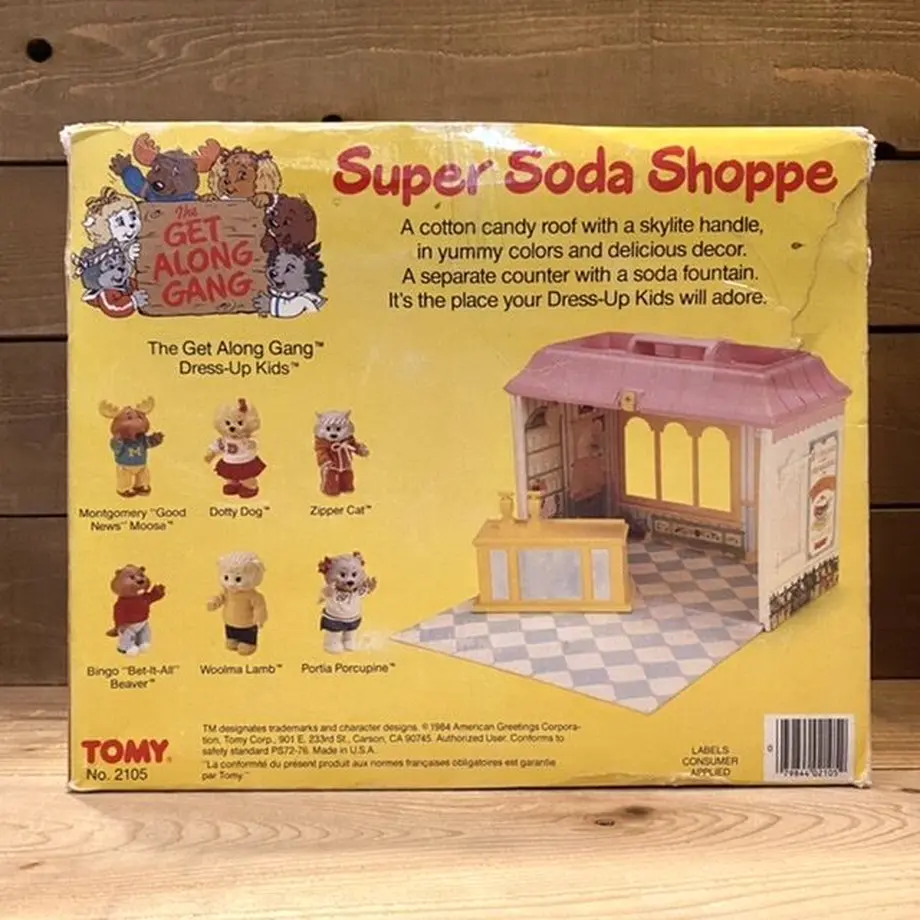 The
GET
ALONG
GANG
Super Soda Shoppe
A cotton candy roof with a skylite handle,
in yummy colors and delicious decor.
A separate counter with a soda fountain.
It's the place your Dress-Up Kids will adore.
The Get Along Gang™
Dress-Up Kids™
M
D
Montgomery "Good
News" Moose™
Dotty Dog™
Zipper Cat™
Bingo "Bet-It-All"
Beaver™
Woolma Lamb™
Portia Porcupine™
TOMY
No. 2105
TM designates trademarks and character designs. © 1984 American Greetings Corpora-
tion, Tomy Corp., 901 E. 233rd St., Carson, CA 90745. Authorized User. Conforms to
safety standard PS72-76. Made in U.S.A.
"La conformité du présent produit aux normes françaises obligatoires est garantie
par Tomy"
LABELS
CONSUMER
APPLIED
0
79844 02105